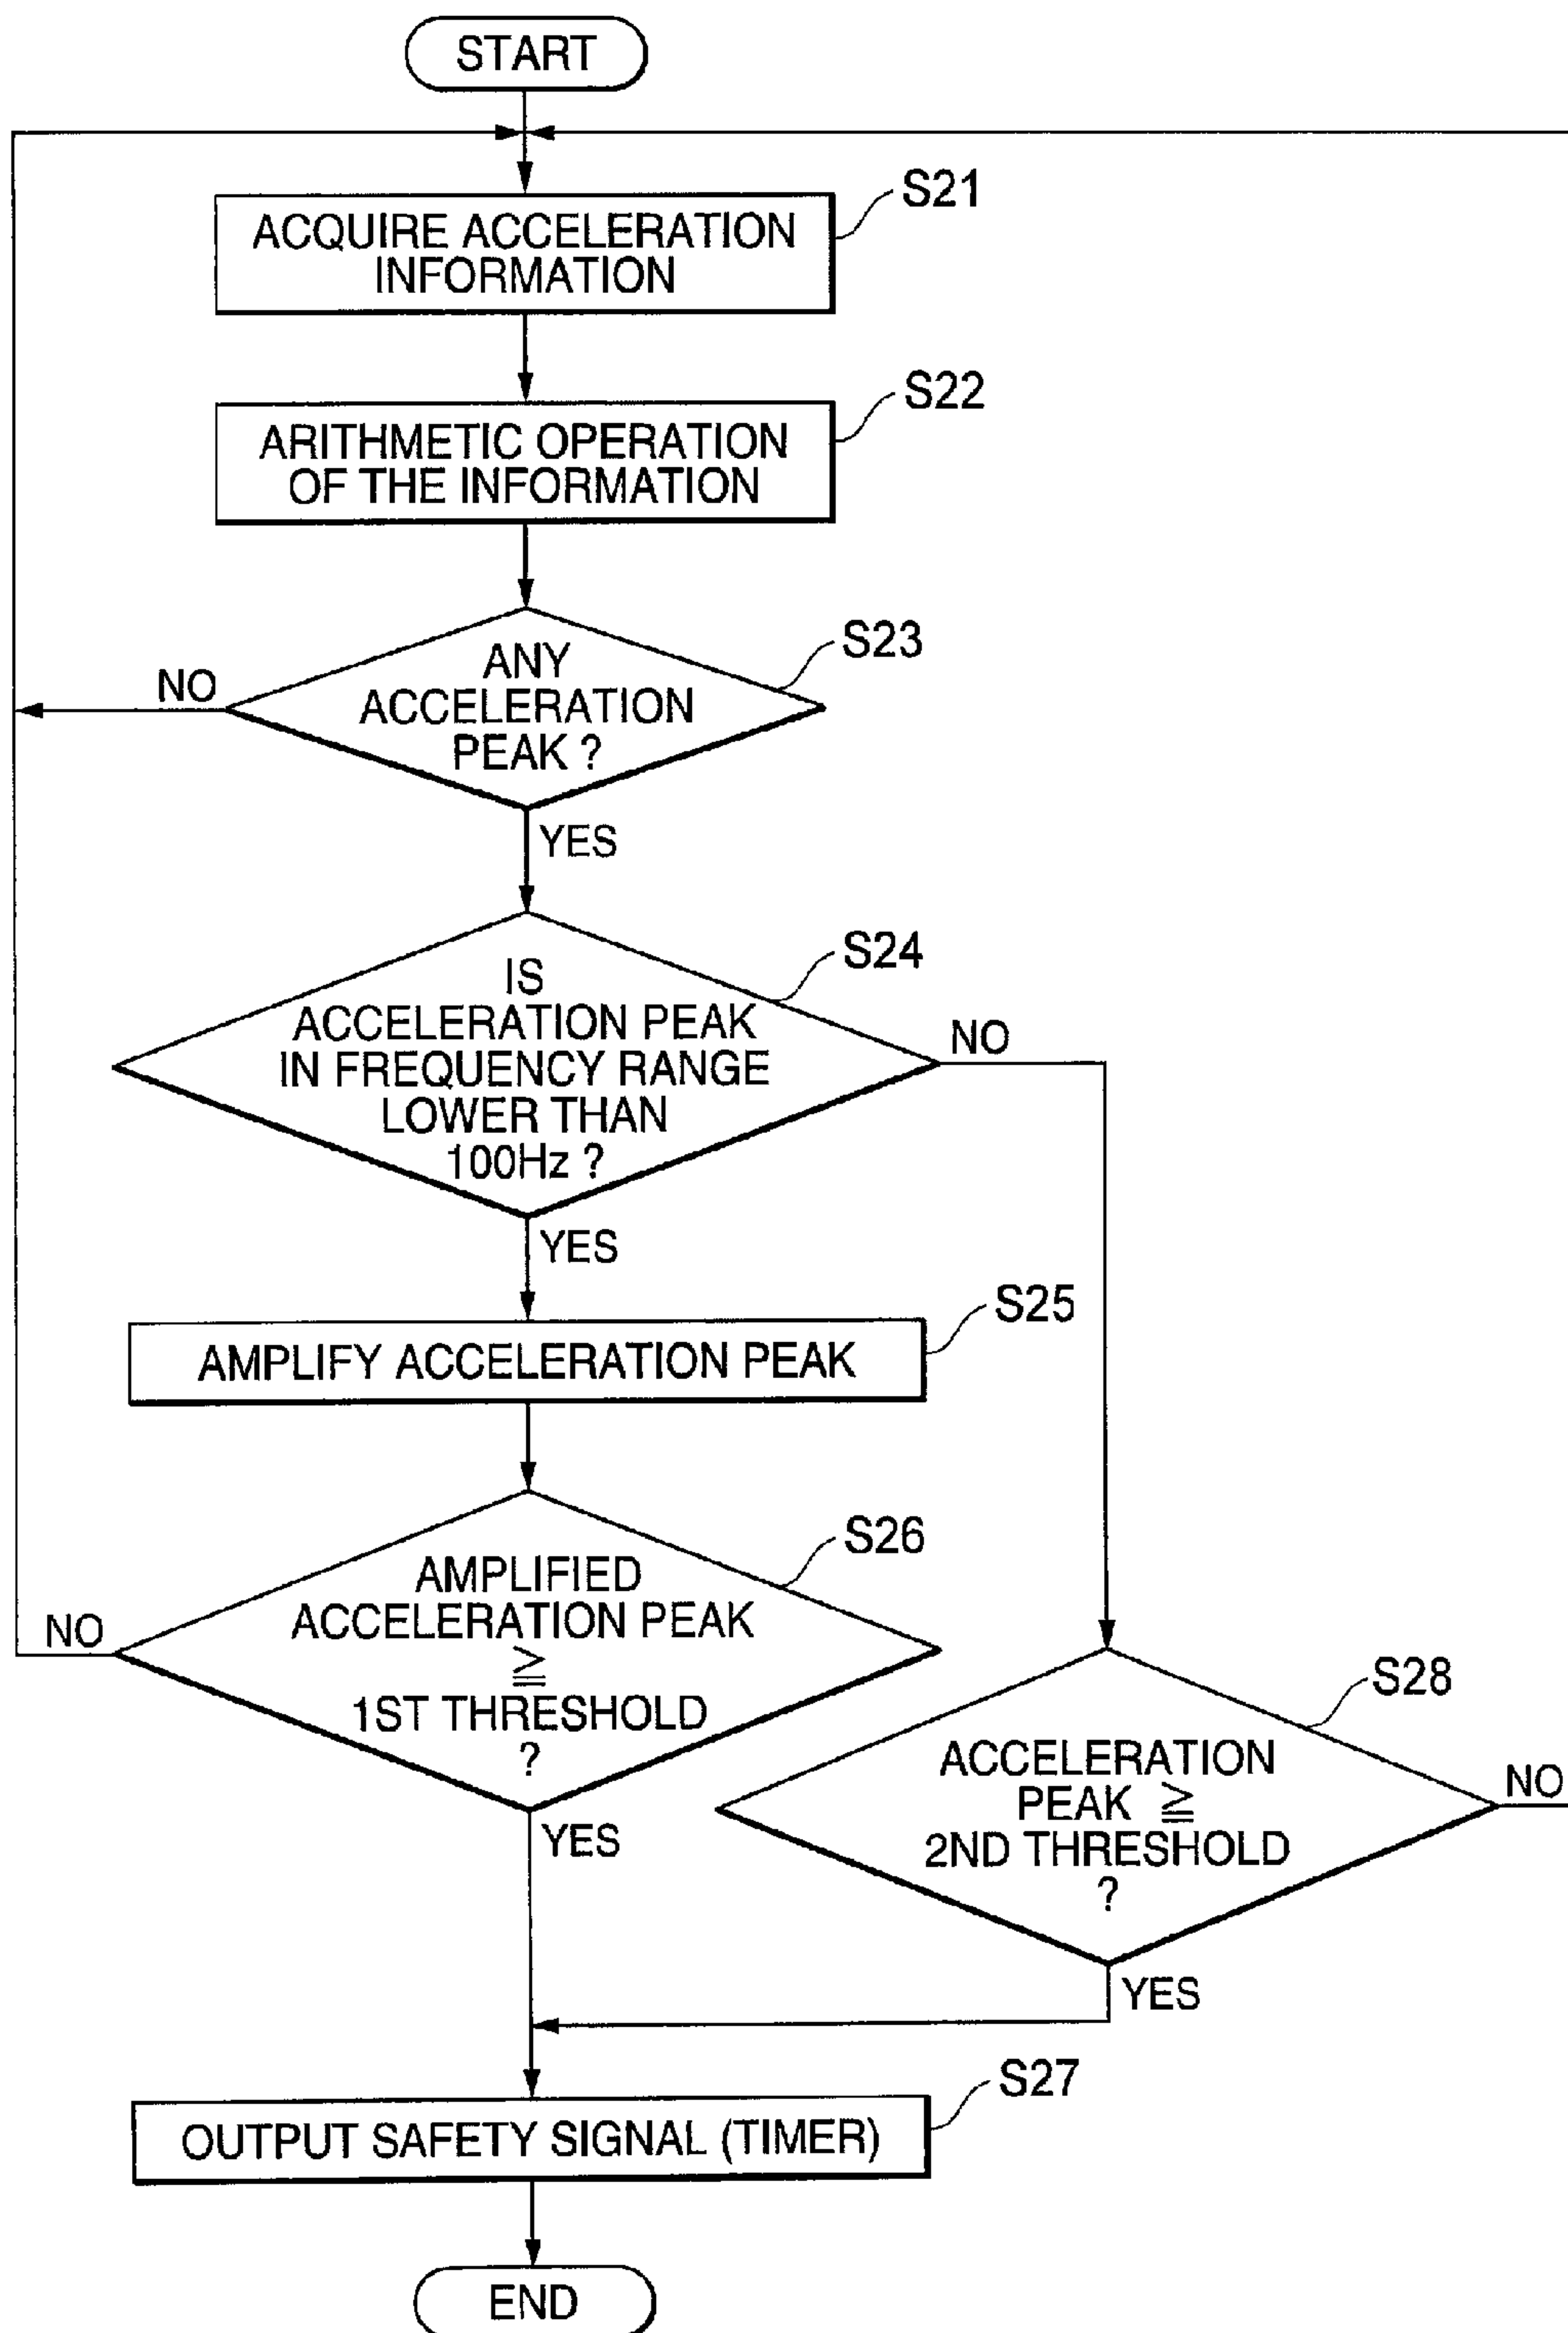 START
S21
ACQUIRE ACCELERATION
INFORMATION
S22
ARITHMETIC OPERATION
OF THE INFORMATION
S23
ANY
ACCELERATION
PEAK ?
NO
YES
S24
IS
ACCELERATION PEAK
IN FREQUENCY RANGE
LOWER THAN
100Hz ?
NO
YES
S25
AMPLIFY ACCELERATION PEAK
S26
AMPLIFIED
ACCELERATION PEAK
≧
1ST THRESHOLD
?
NO
YES
S28
ACCELERATION
PEAK ≧
2ND THRESHOLD
?
NO
YES
S27
OUTPUT SAFETY SIGNAL (TIMER)
END